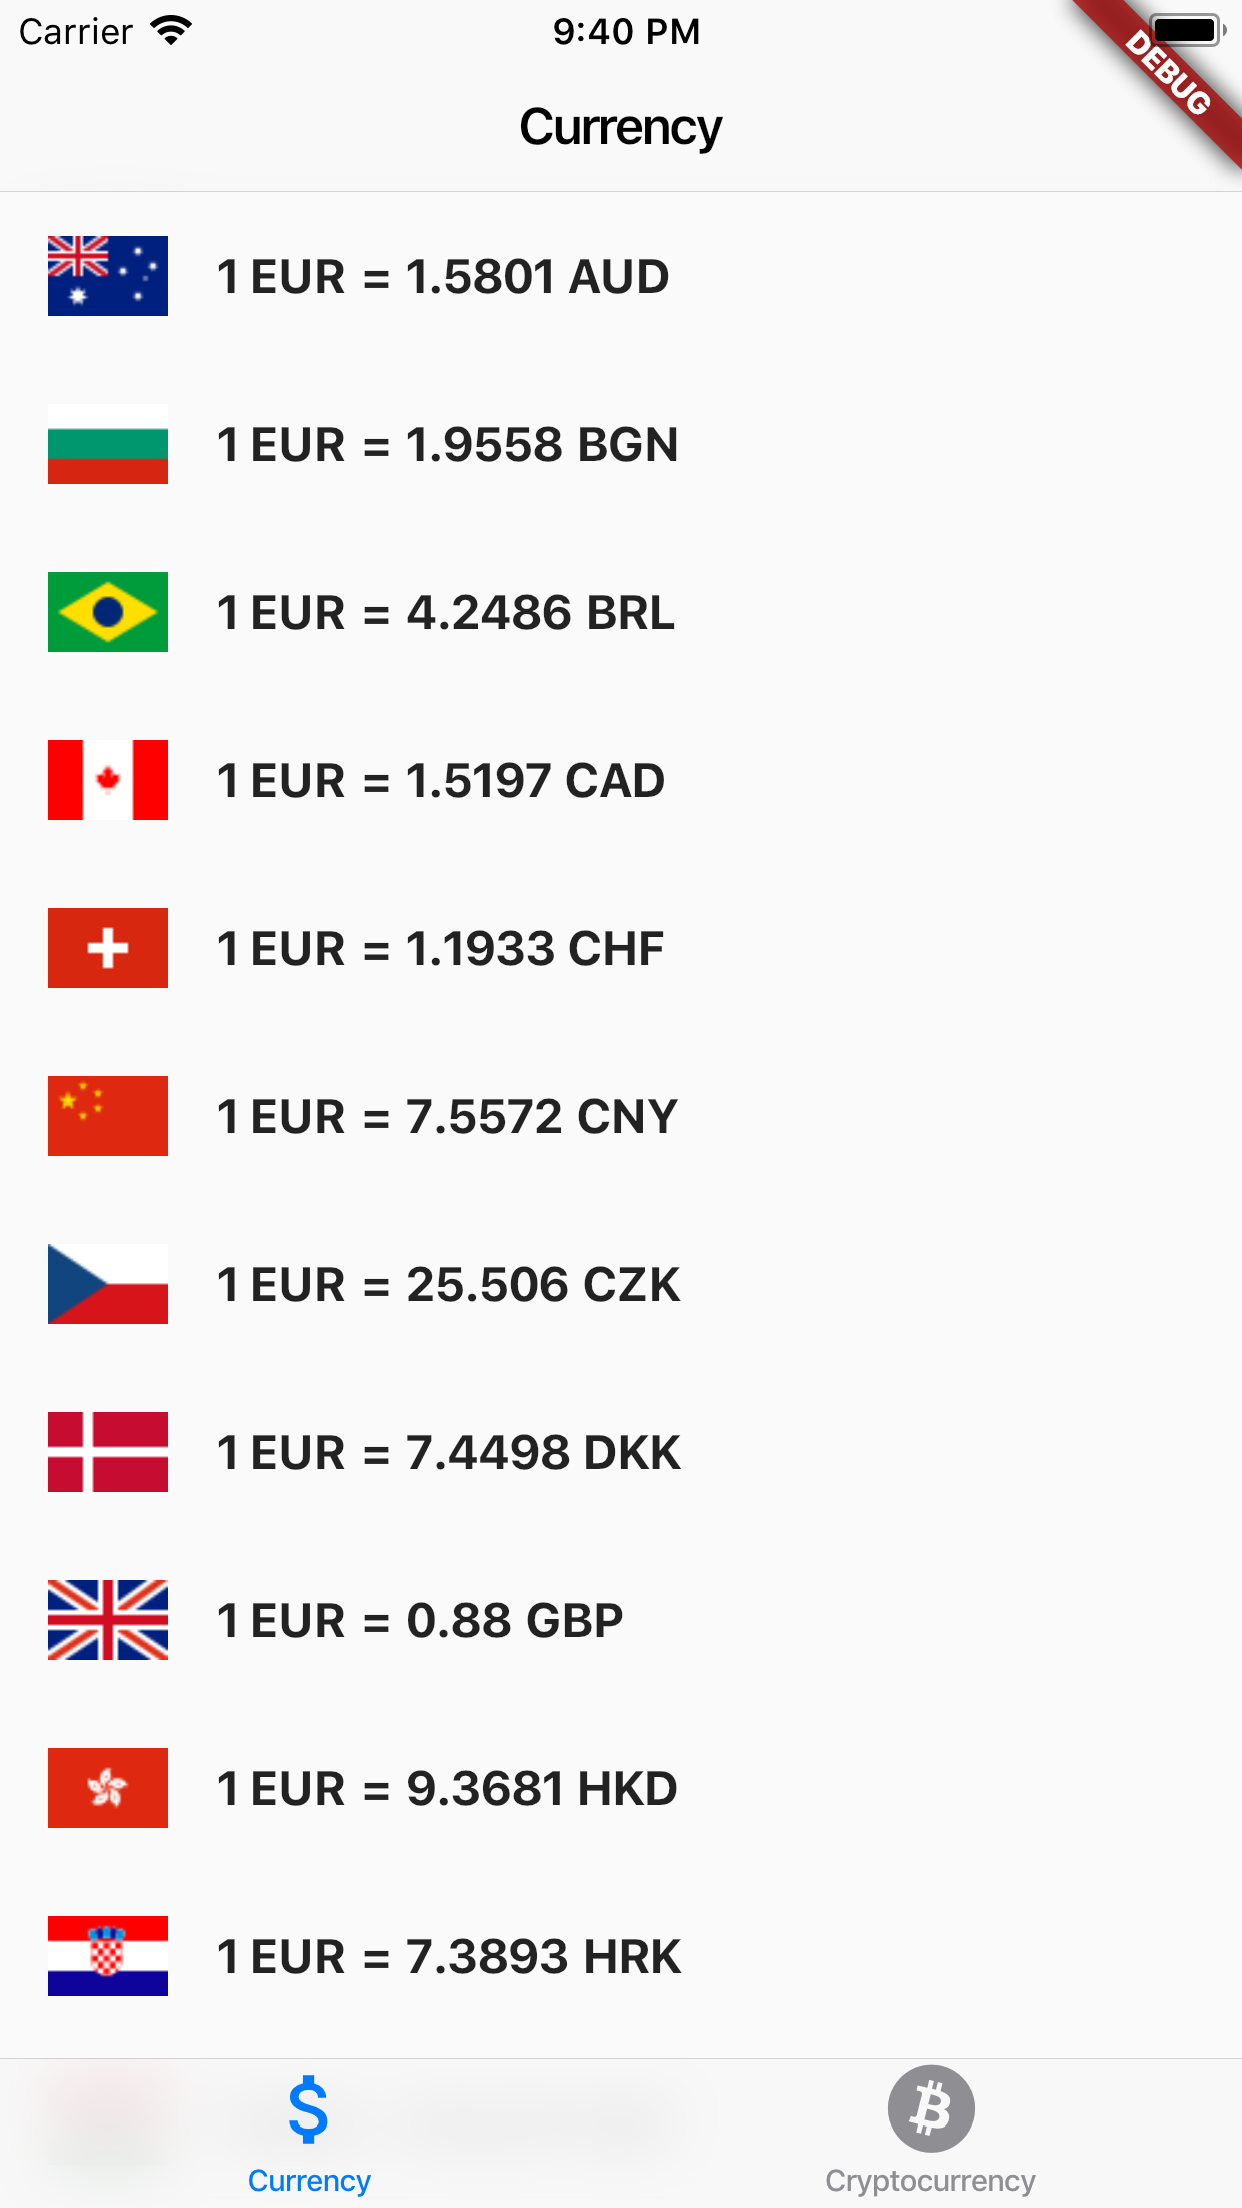 Carrier 9:40 PM
DEBUG
Currency
1 EUR = 1.5801 AUD
1 EUR = 1.9558 BGN
1 EUR = 4.2486 BRL
1 EUR = 1.5197 CAD
1 EUR = 1.1933 CHF
1 EUR = 7.5572 CNY
1 EUR = 25.506 CZK
1 EUR = 7.4498 DKK
1 EUR = 0.88 GBP
1 EUR = 9.3681 HKD
1 EUR = 7.3893 HRK
Currency Cryptocurrency